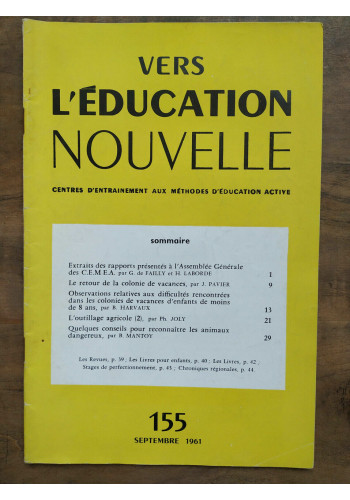 VERS
L'ÉDUCATION
NOUVELLE
CENTRES D'ENTRAINEMENT AUX MÉTHODES D'ÉDUCATION ACTIVE
sommaire
Extraits des rapports présentés à l'Assemblée Générale
des C.E.M.E.A. par G. de FAILLY et H. LABORDE 1
Le retour de la colonie de vacances, par J. PAVIER 9
Observations relatives aux difficultés rencontrées
dans les colonies de vacances d'enfants de moins
de 8 ans, par B. HARVAUX 13
L'outillage agricole (2), par Ph. JOLY 21
Quelques conseils pour reconnaître les animaux
dangereux, par B. MANTOY 29
Les Revues, p. 39 ; Les Livres pour enfants, p. 40 ; Les Livres, p. 42 ;
Stages de perfectionnement, p. 43 ; Chroniques régionales, p. 44.
155
SEPTEMBRE 1961